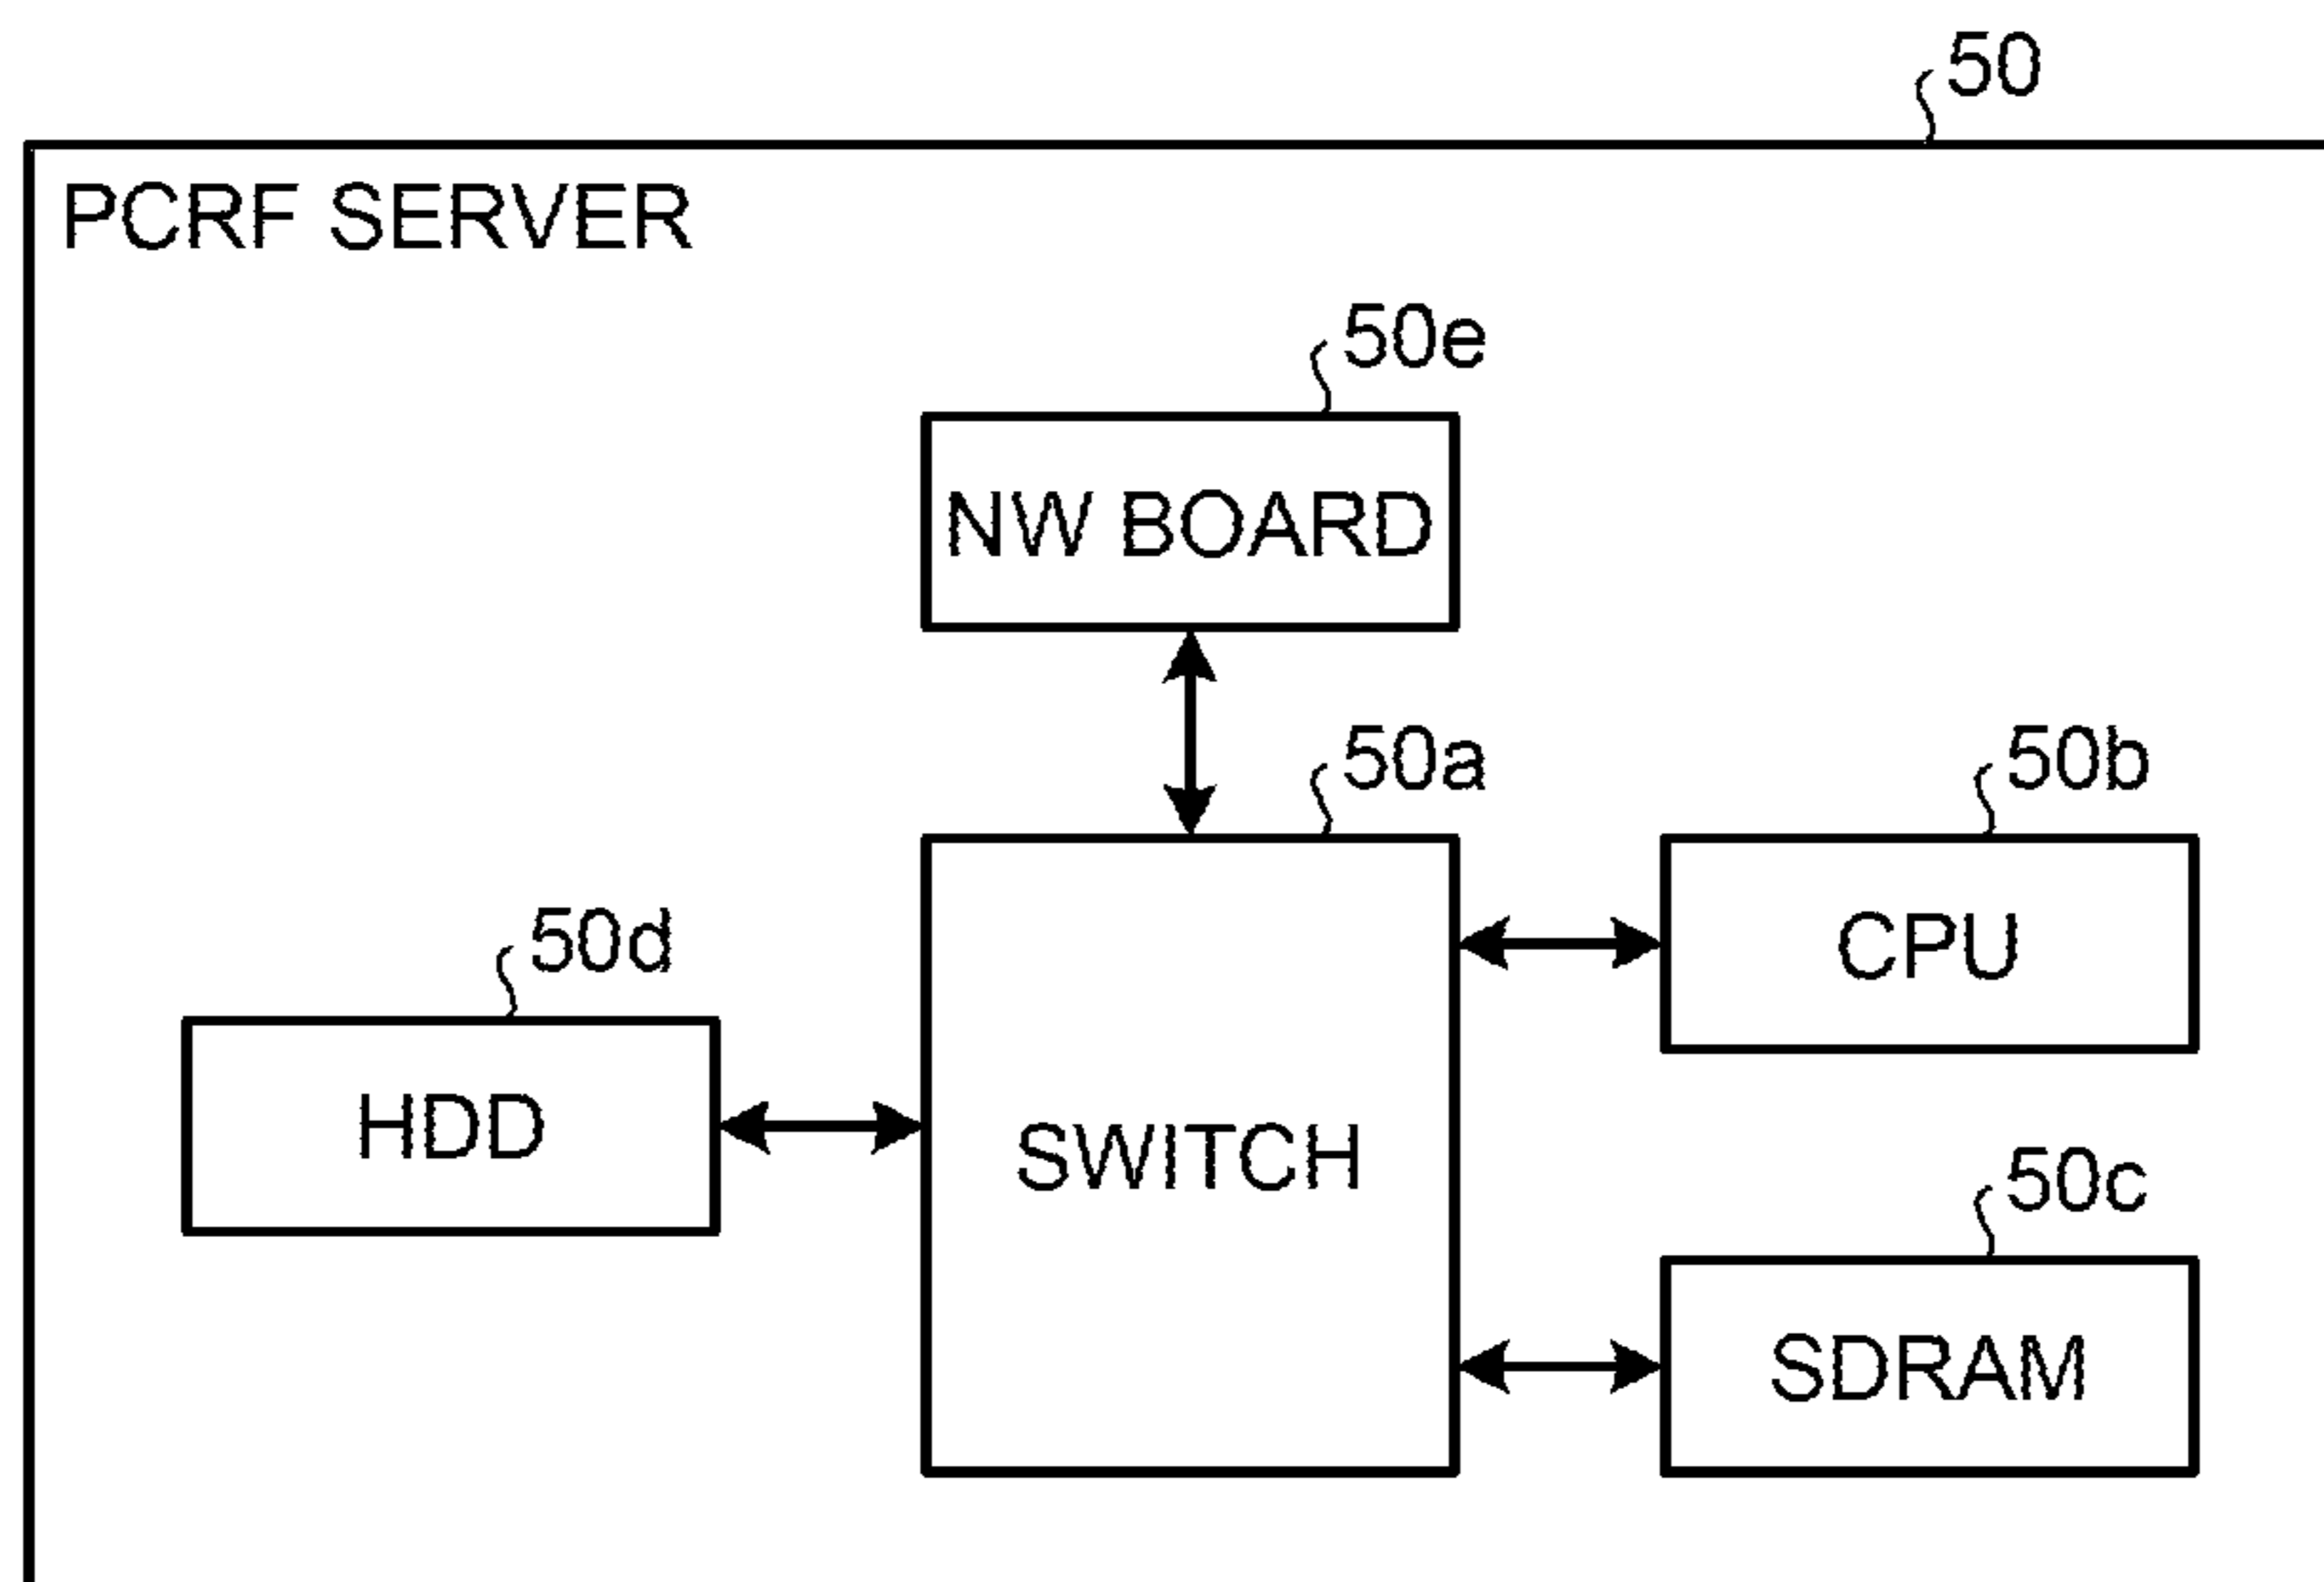 50
PCRF SERVER
50e
NW BOARD
50a
50b
50d
CPU
HDD
SWITCH
50c
SDRAM